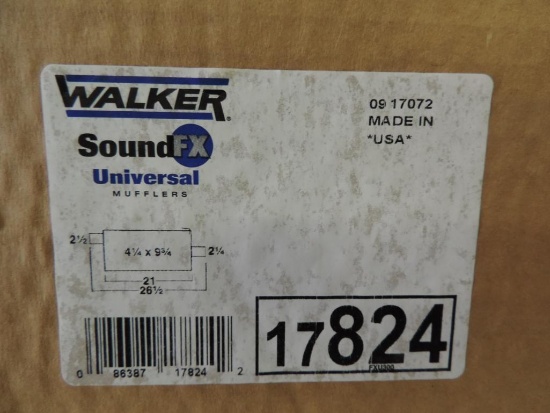 WALKER®
SoundFX
Universal
MUFFLERS
09 17072
MADE IN
*USA*
2½
4¼ x 9¾
2¼
21
26½
17824
FXU300
0 86387 17824 2